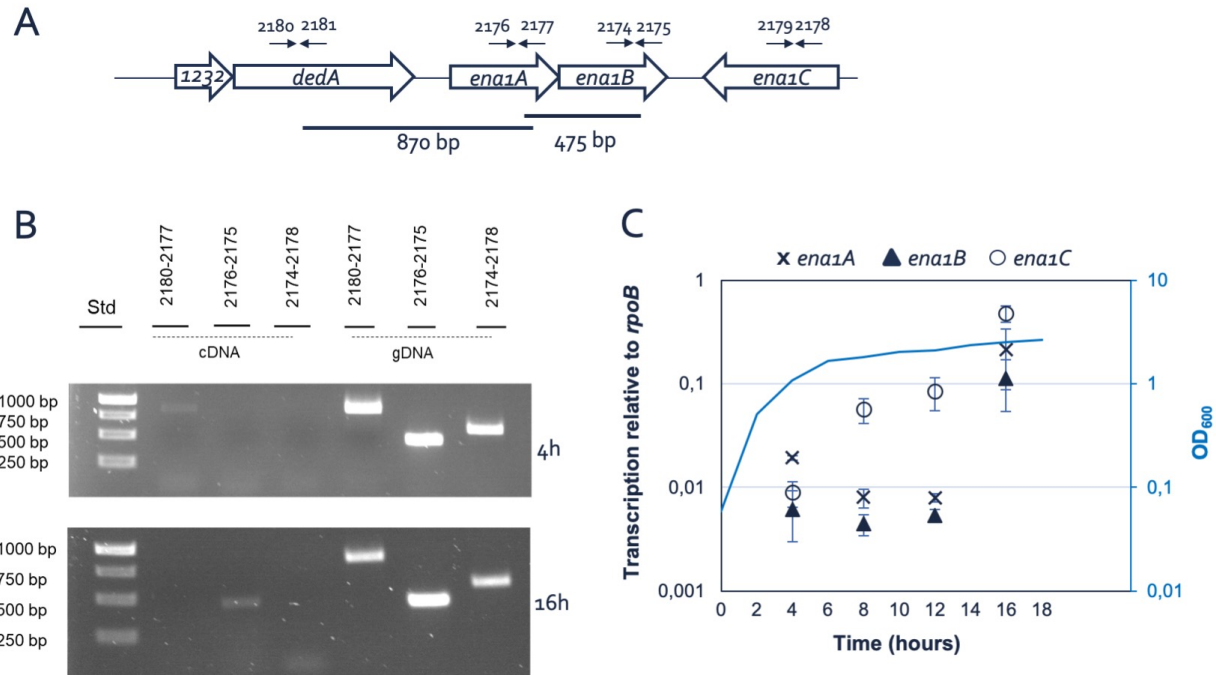 A
2180 2181
2176 2177
2174 2175
2179 2178
1232
dedA
ena1A
ena1B
ena1C
870 bp
475 bp
B
Std
2180-2177
2176-2175
2174-2178
2180-2177
2176-2175
2174-2178
cDNA
gDNA
1000 bp
750 bp
500 bp
250 bp
4h
1000 bp
750 bp
500 bp
250 bp
16h
C
ena1A
ena1B
ena1C
Transcription relative to rpoB
1
0,1
0,01
0,001
10
1
0,1
0,01
OD600
0 2 4 6 8 10 12 14 16 18
Time (hours)